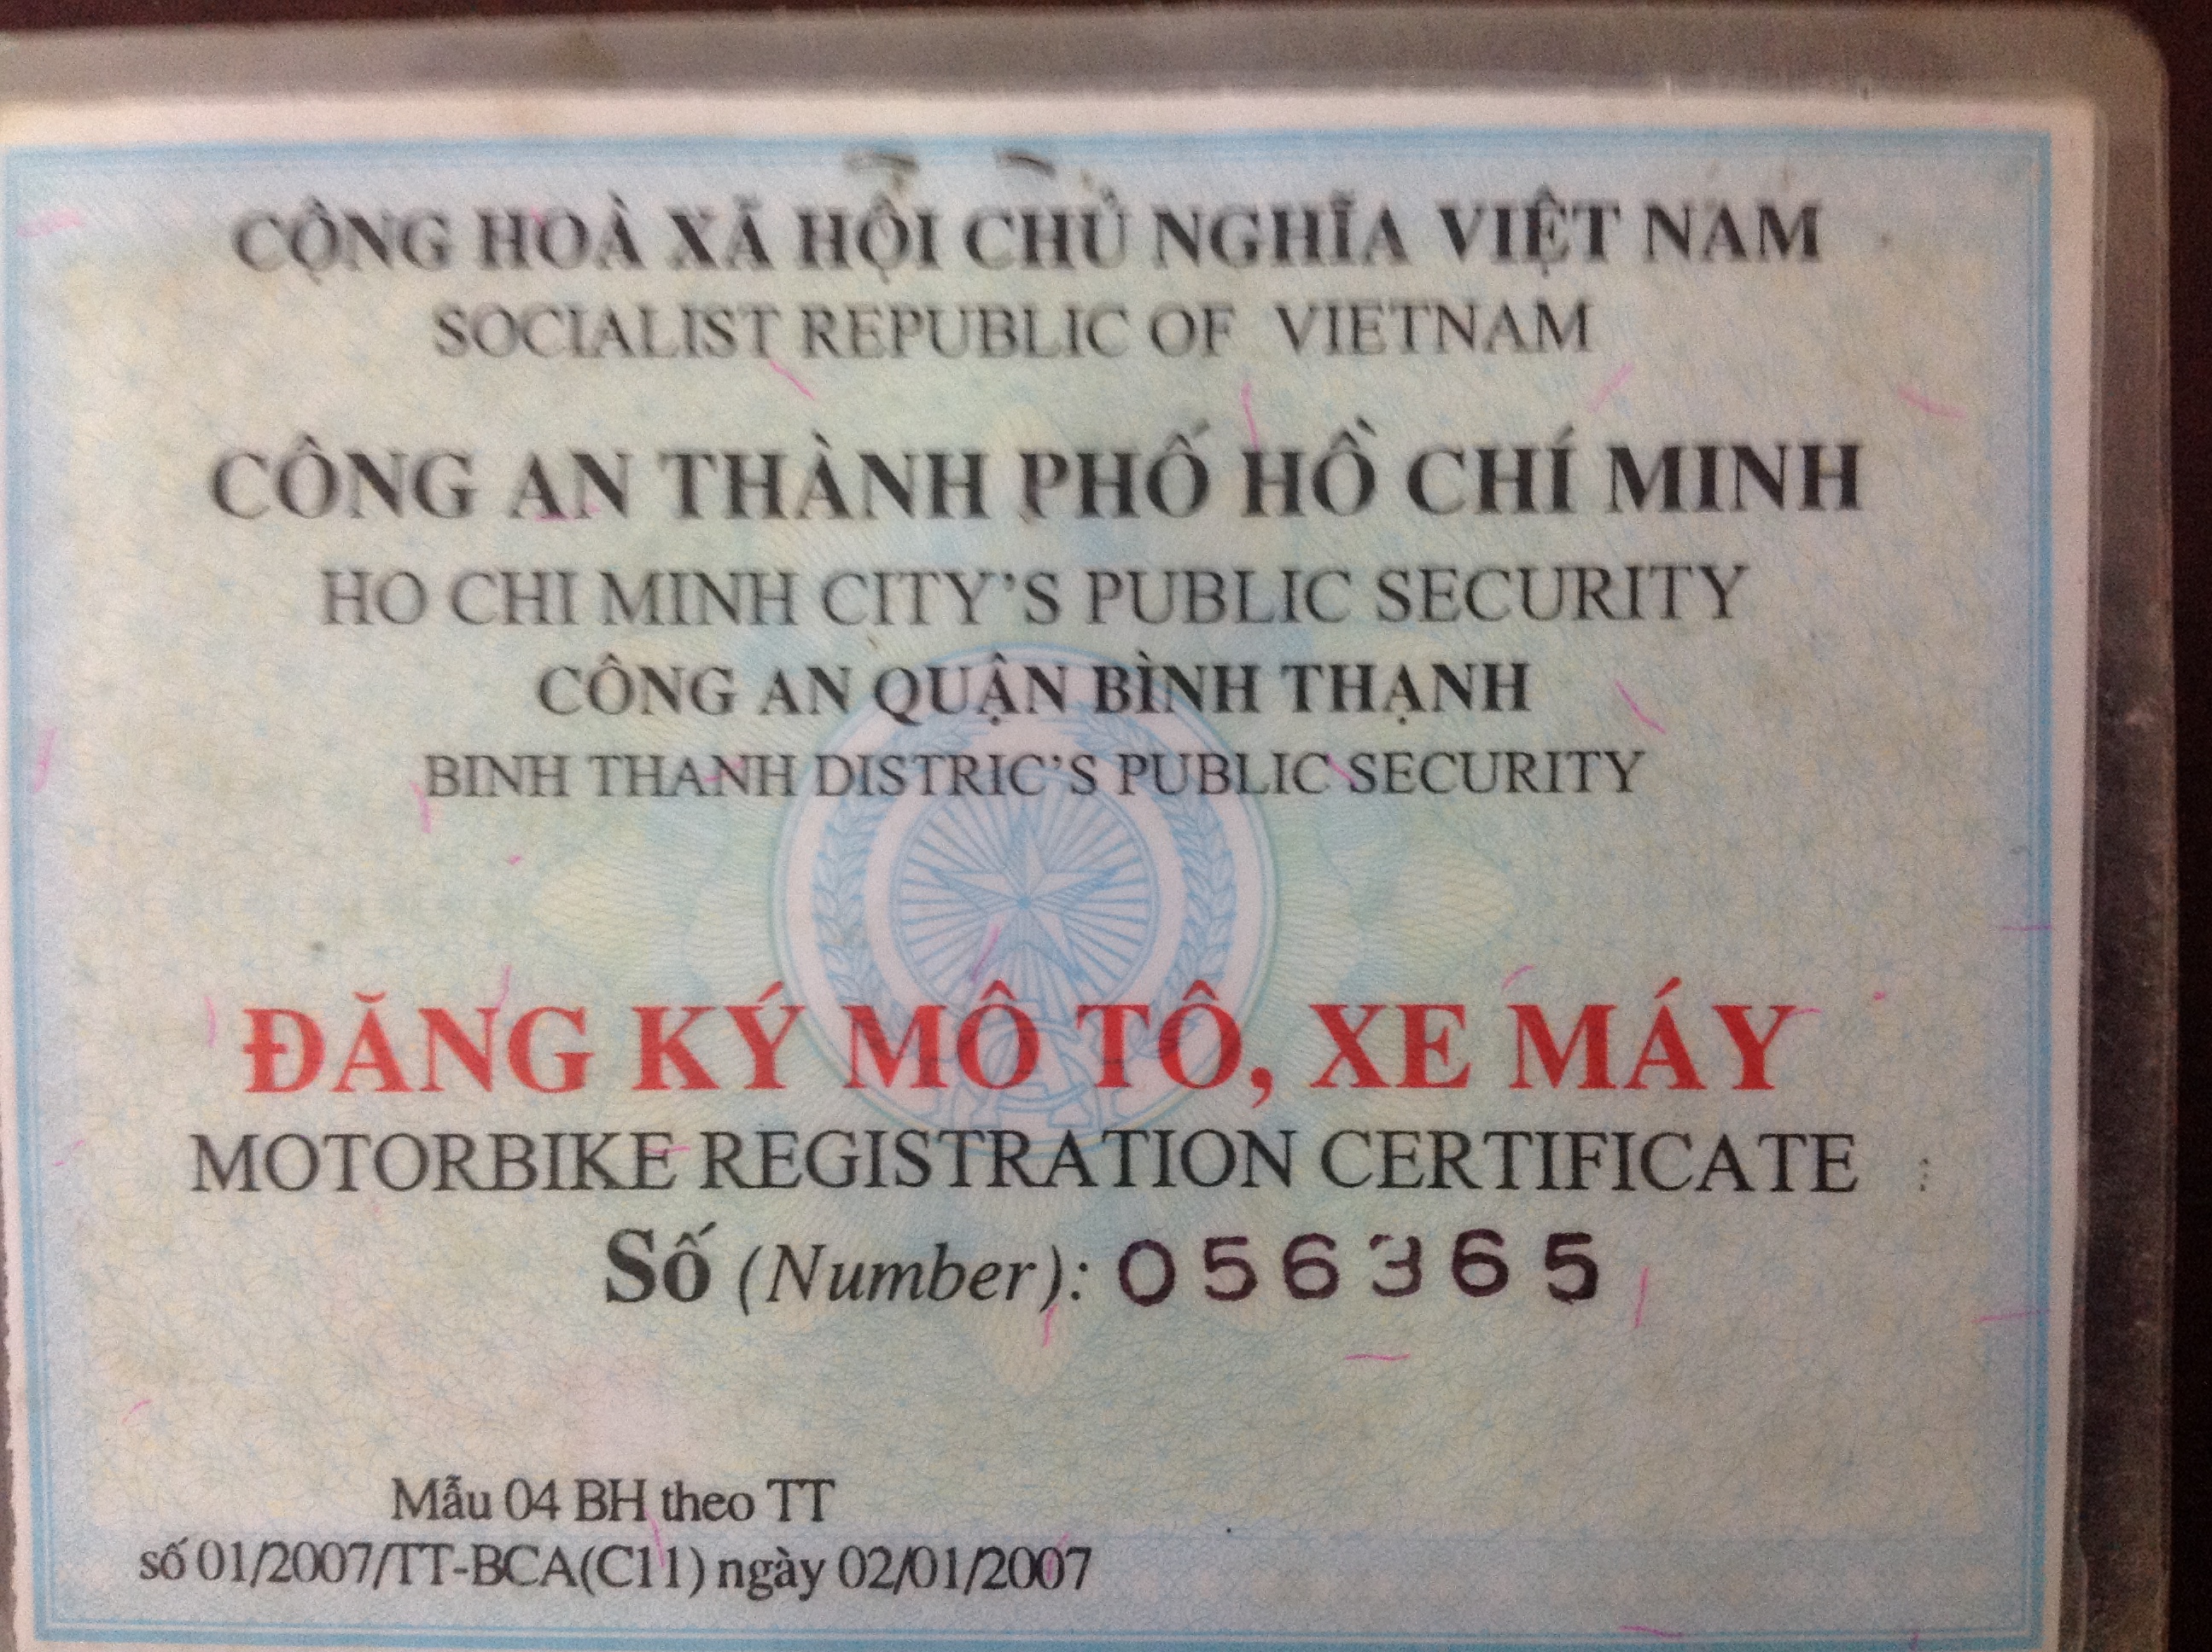 CỘNG HOÀ XÃ HỘI CHỦ NGHĨA VIỆT NAM
SOCIALIST REPUBLIC OF VIETNAM
CÔNG AN THÀNH PHỐ HỒ CHÍ MINH
HO CHI MINH CITY'S PUBLIC SECURITY
CÔNG AN QUẬN BÌNH THẠNH
BINH THANH DISTRIC'S PUBLIC SECURITY
ĐĂNG KÝ MÔ TÔ, XE MÁY
MOTORBIKE REGISTRATION CERTIFICATE
Số (Number): 056365
Mẫu 04 BH theo TT
số 01/2007/TT-BCA(C11) ngày 02/01/2007